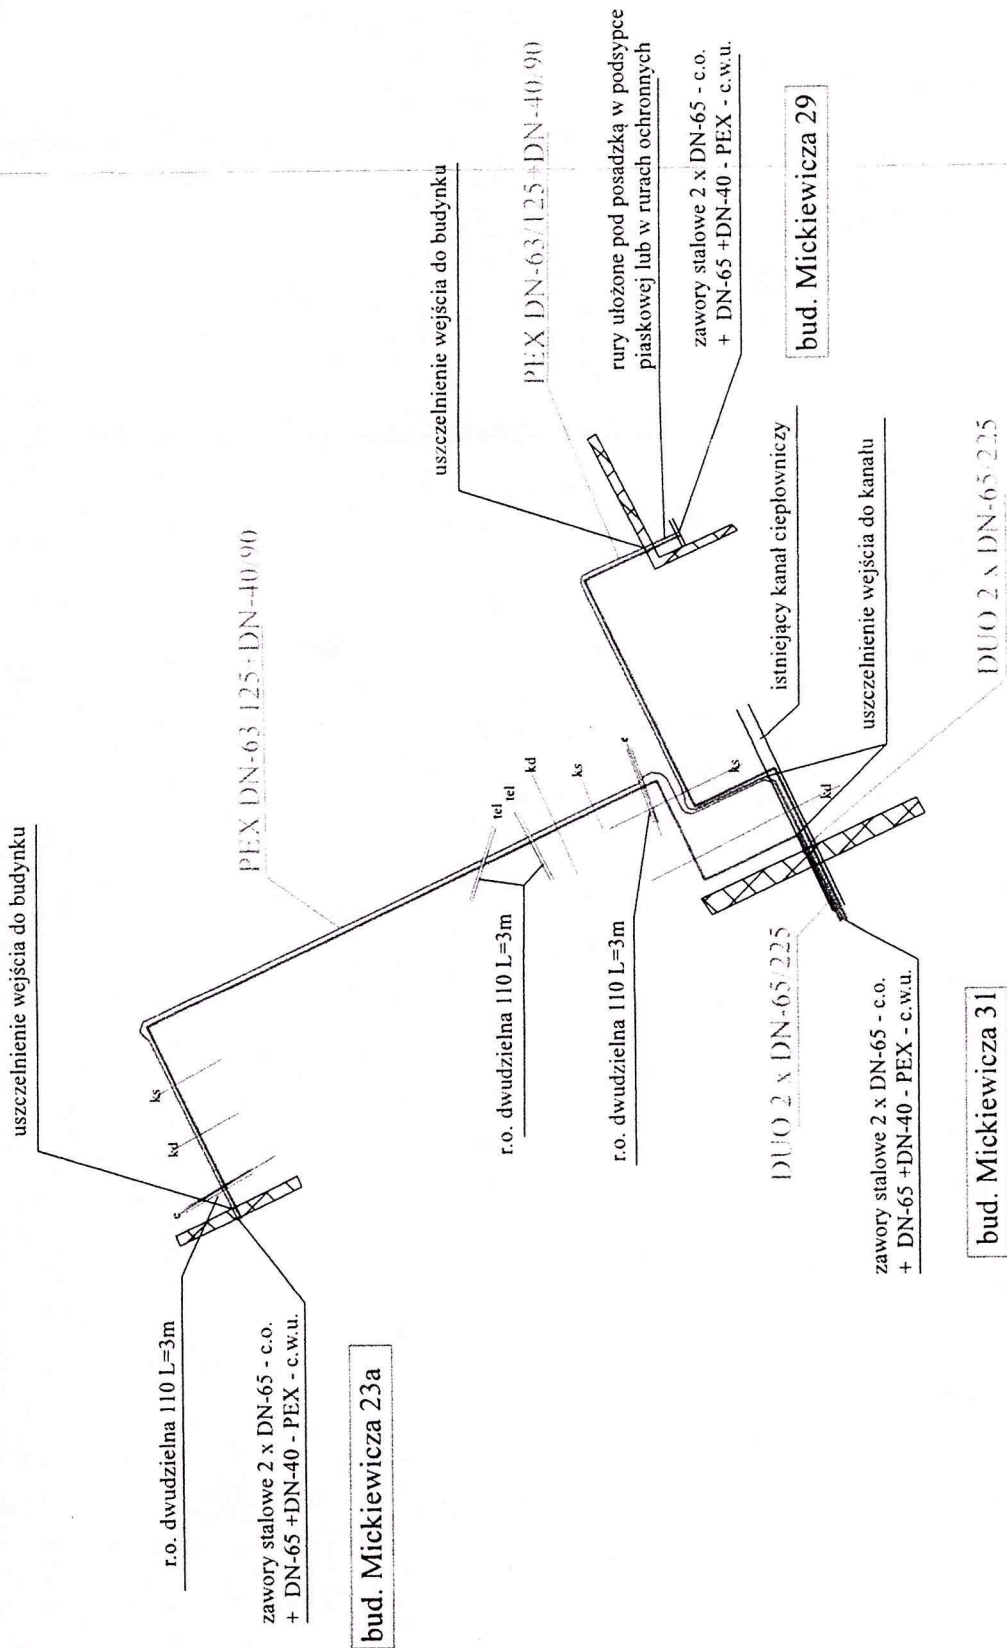 uszczelnienie wejścia do budynku
r.o. dwudzielna 110 L=3m
zawory stalowe 2 x DN-65 - c.o.
+ DN-65 +DN-40 - PEX - c.w.u.
bud. Mickiewicza 23a
e
kd
ks
PEX DN-63/125+DN-40/90
tel
tel
kd
ks
e
r.o. dwudzielna 110 L=3m
r.o. dwudzielna 110 L=3m
DUO 2 x DN-65/225
zawory stalowe 2 x DN-65 - c.o.
+ DN-65 +DN-40 - PEX - c.w.u.
bud. Mickiewicza 31
uszczelnienie wejścia do budynku
PEX DN-63/125+DN-40/90
rury ułożone pod posadzką w podsypce
piaskowej lub w rurach ochronnych
zawory stalowe 2 x DN-65 - c.o.
+ DN-65 +DN-40 - PEX - c.w.u.
bud. Mickiewicza 29
ks
kd
istniejący kanał ciepłowniczy
uszczelnienie wejścia do kanału
DUO 2 x DN-65/225